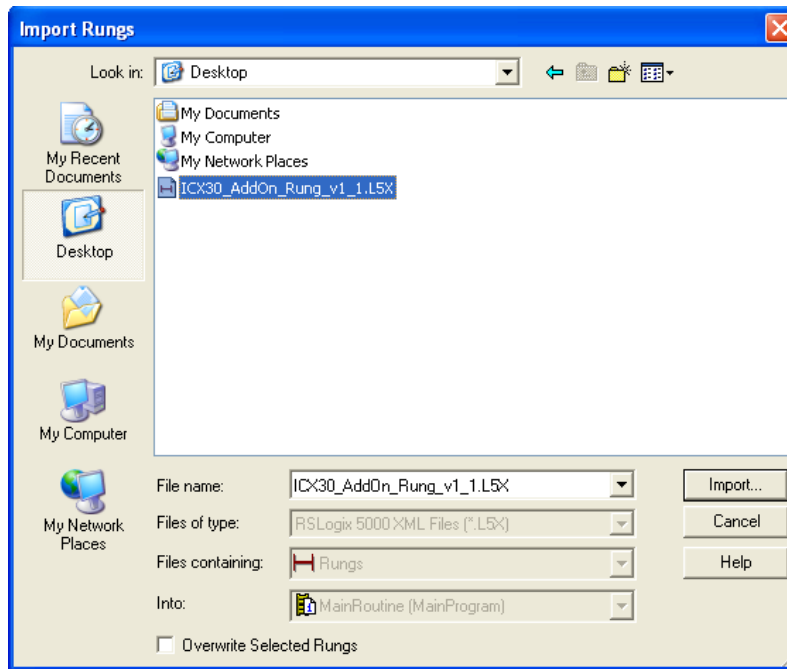 Import Rungs
Look in:
Desktop
My Recent
Documents
Desktop
My Documents
My Computer
My Network
Places
My Documents
My Computer
My Network Places
ICX30_AddOn_Rung_v1_1.L5X
File name:
ICX30_AddOn_Rung_v1_1.L5X
Import...
Files of type:
RSLogix 5000 XML Files (*.L5X)
Cancel
Files containing:
Rungs
Help
Into:
MainRoutine (MainProgram)
Overwrite Selected Rungs